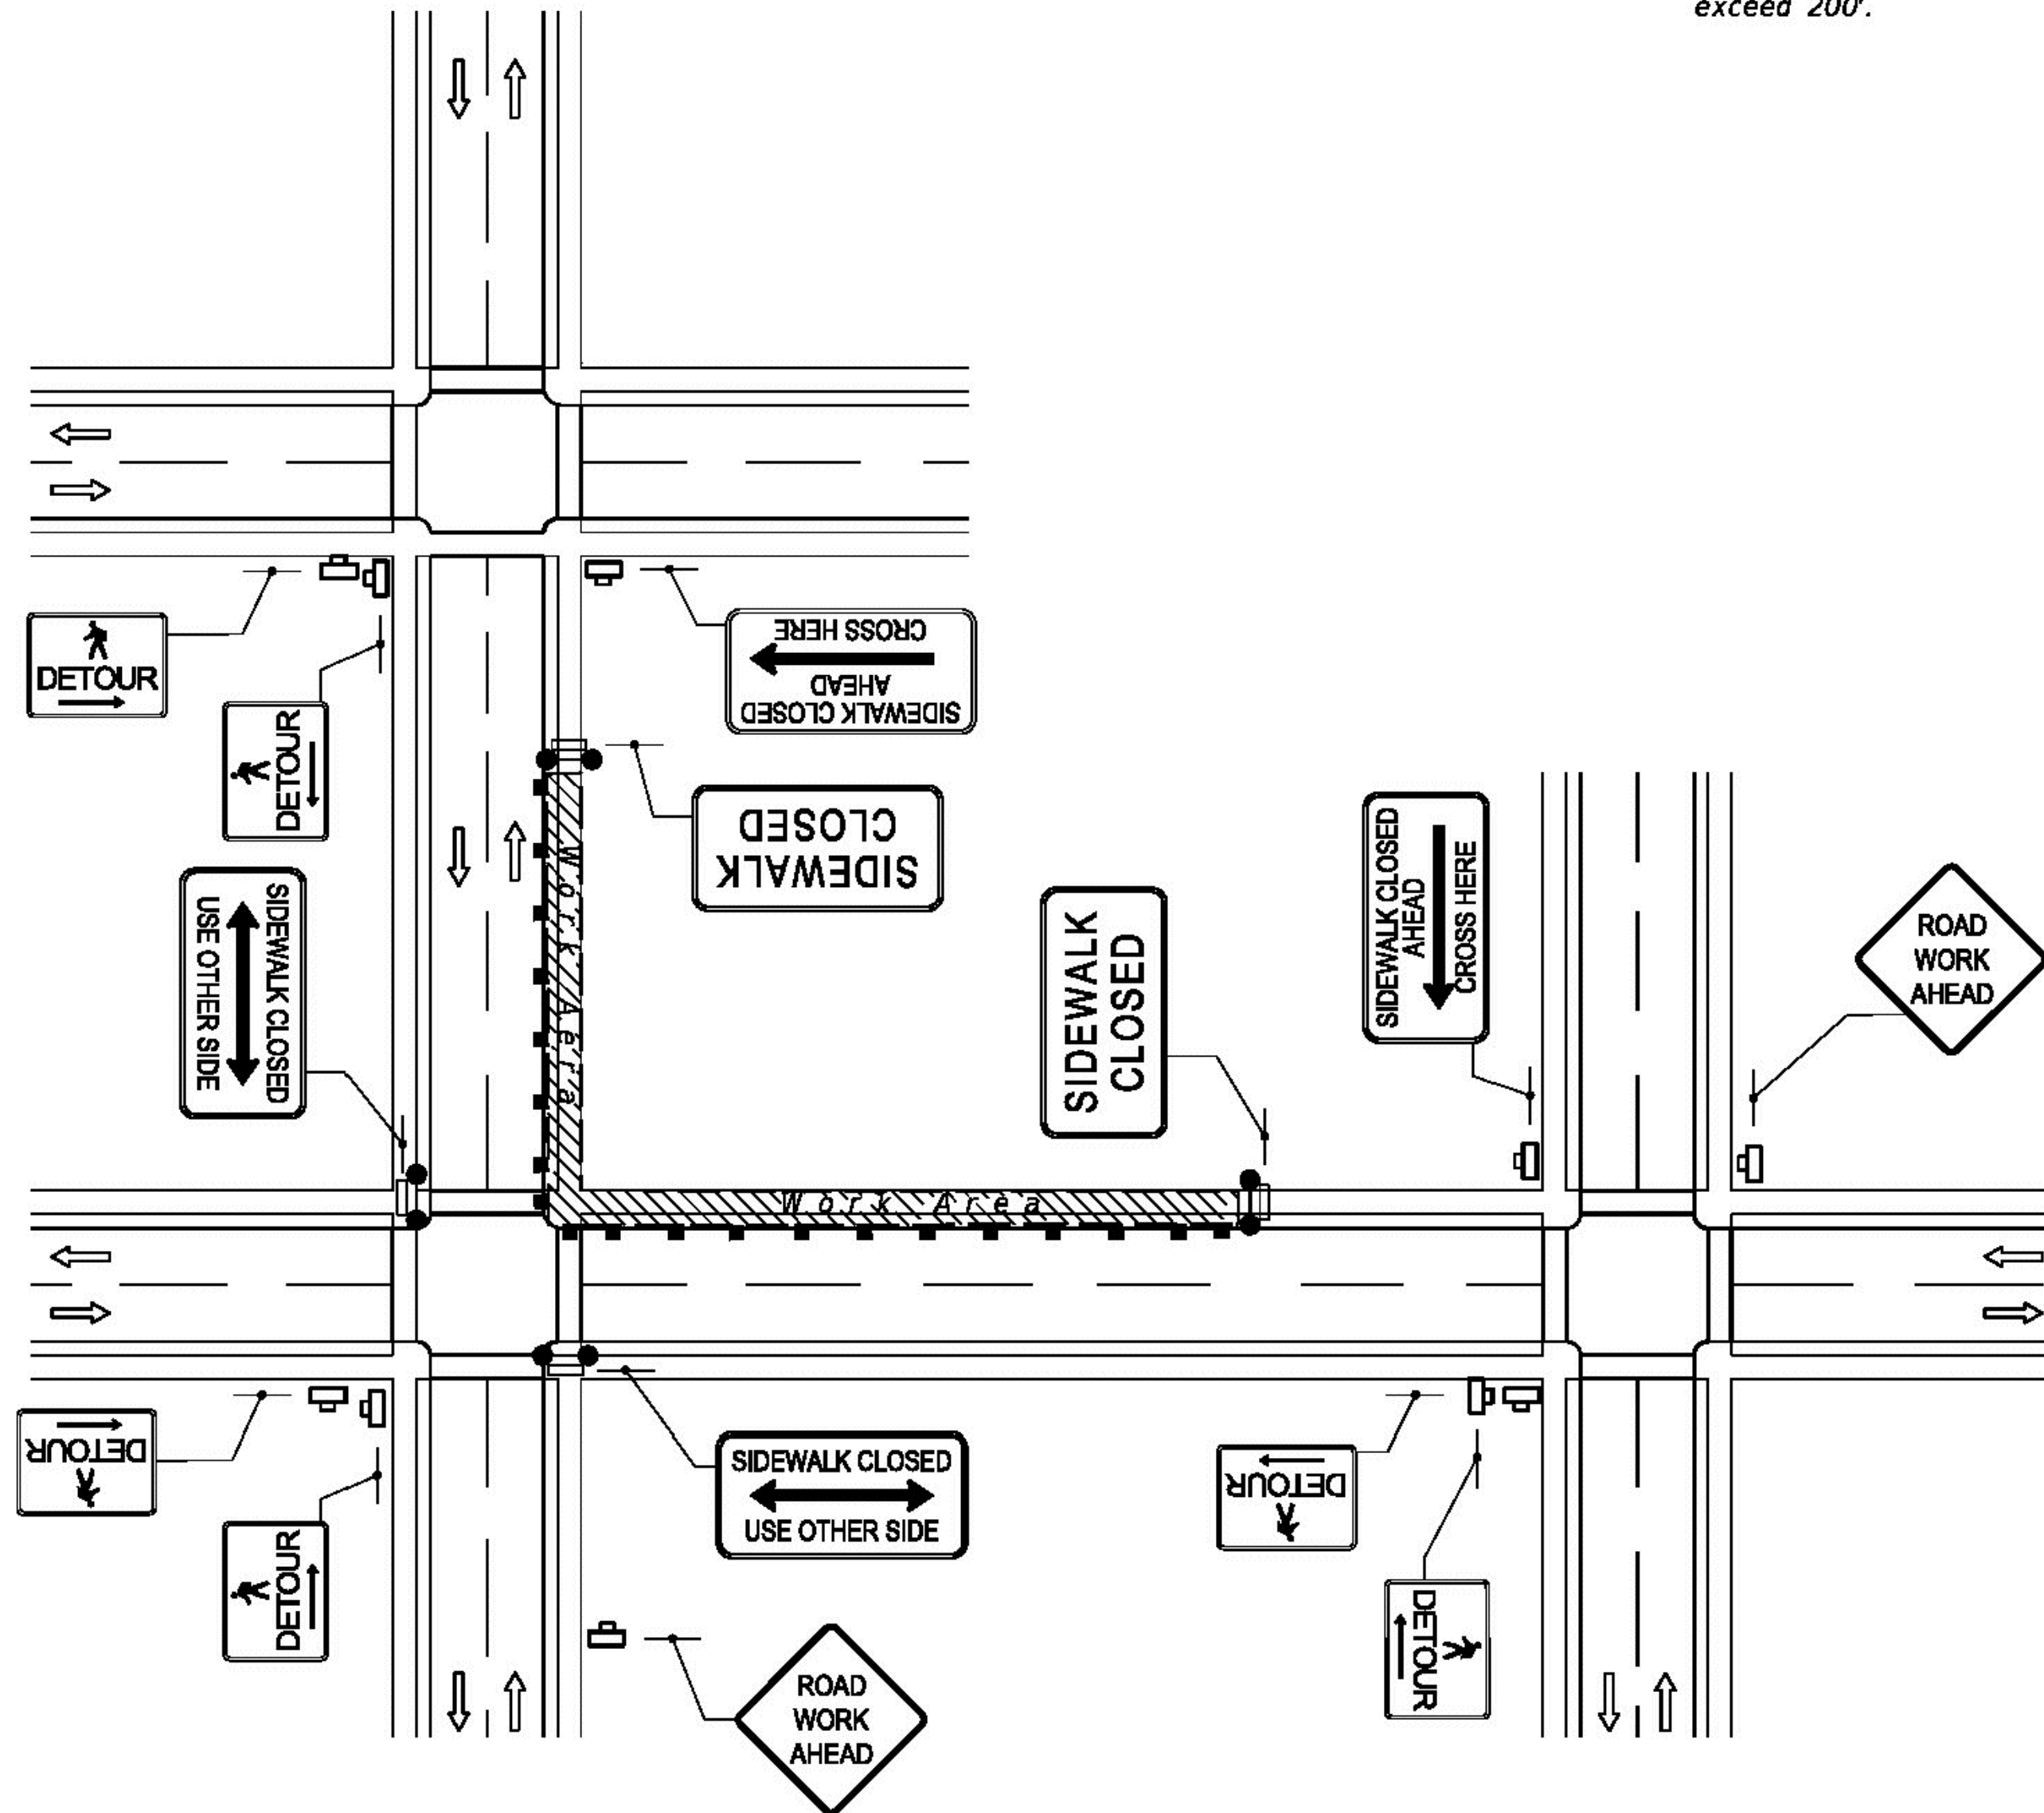 exceed 200'.
DETOUR
SIDEWALK CLOSED
AHEAD
CROSS HERE
DETOUR
SIDEWALK
CLOSED
SIDEWALK CLOSED
AHEAD
CROSS HERE
SIDEWALK CLOSED
USE OTHER SIDE
Work Aerra
SIDEWALK
CLOSED
ROAD
WORK
AHEAD
Work Area
DETOUR
SIDEWALK CLOSED
USE OTHER SIDE
DETOUR
DETOUR
DETOUR
ROAD
WORK
AHEAD